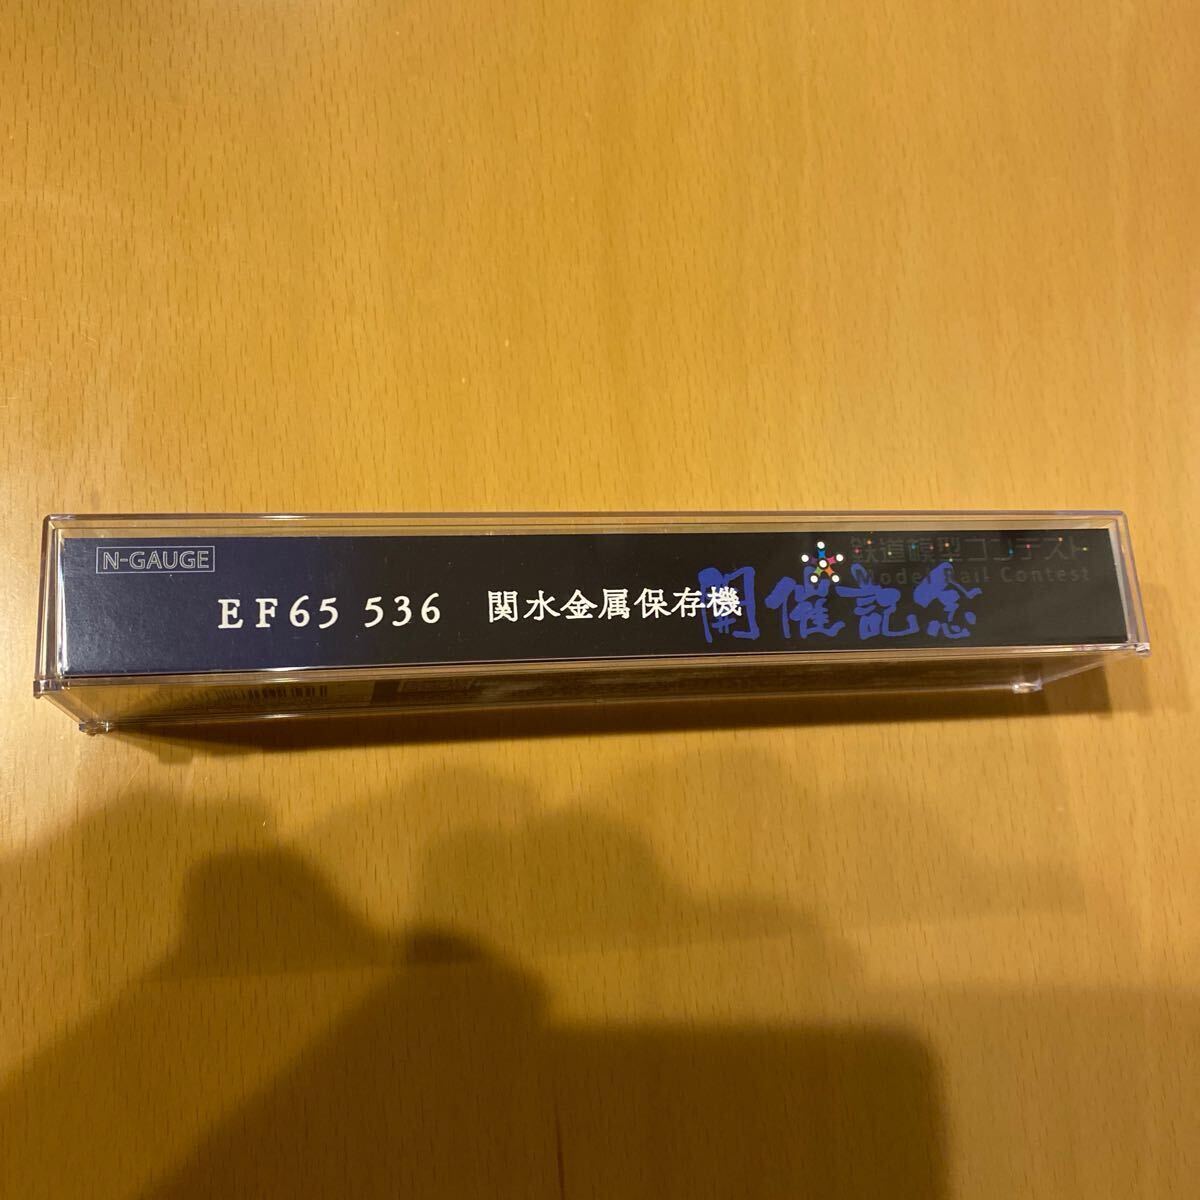 N-GAUGE
EF65 536 関水金属保存機
鉄道模型コンテスト
Model Rail Contest
開催記念